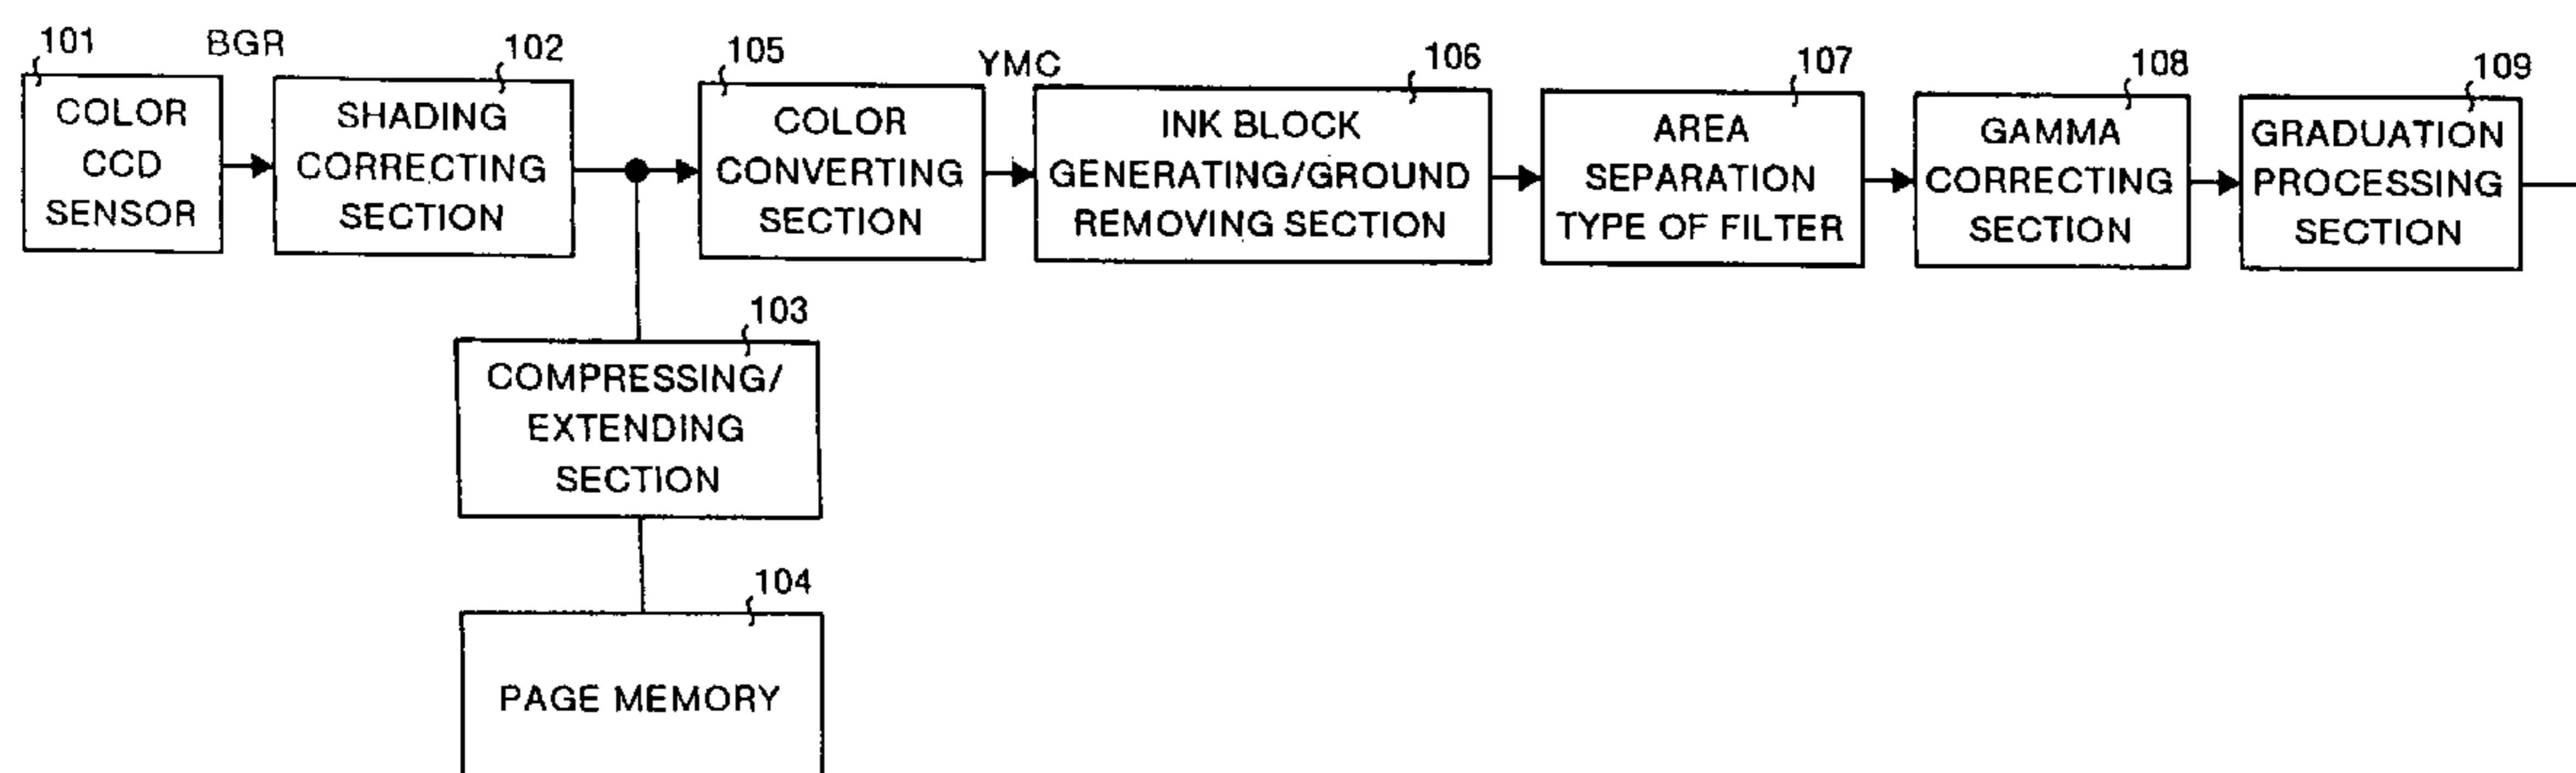 101
BGR
102
105
YMC
106
107
108
109
COLOR
CCD
SENSOR
SHADING
CORRECTING
SECTION
COLOR
CONVERTING
SECTION
INK BLOCK
GENERATING/GROUND
REMOVING SECTION
AREA
SEPARATION
TYPE OF FILTER
GAMMA
CORRECTING
SECTION
GRADUATION
PROCESSING
SECTION
103
COMPRESSING/
EXTENDING
SECTION
104
PAGE MEMORY